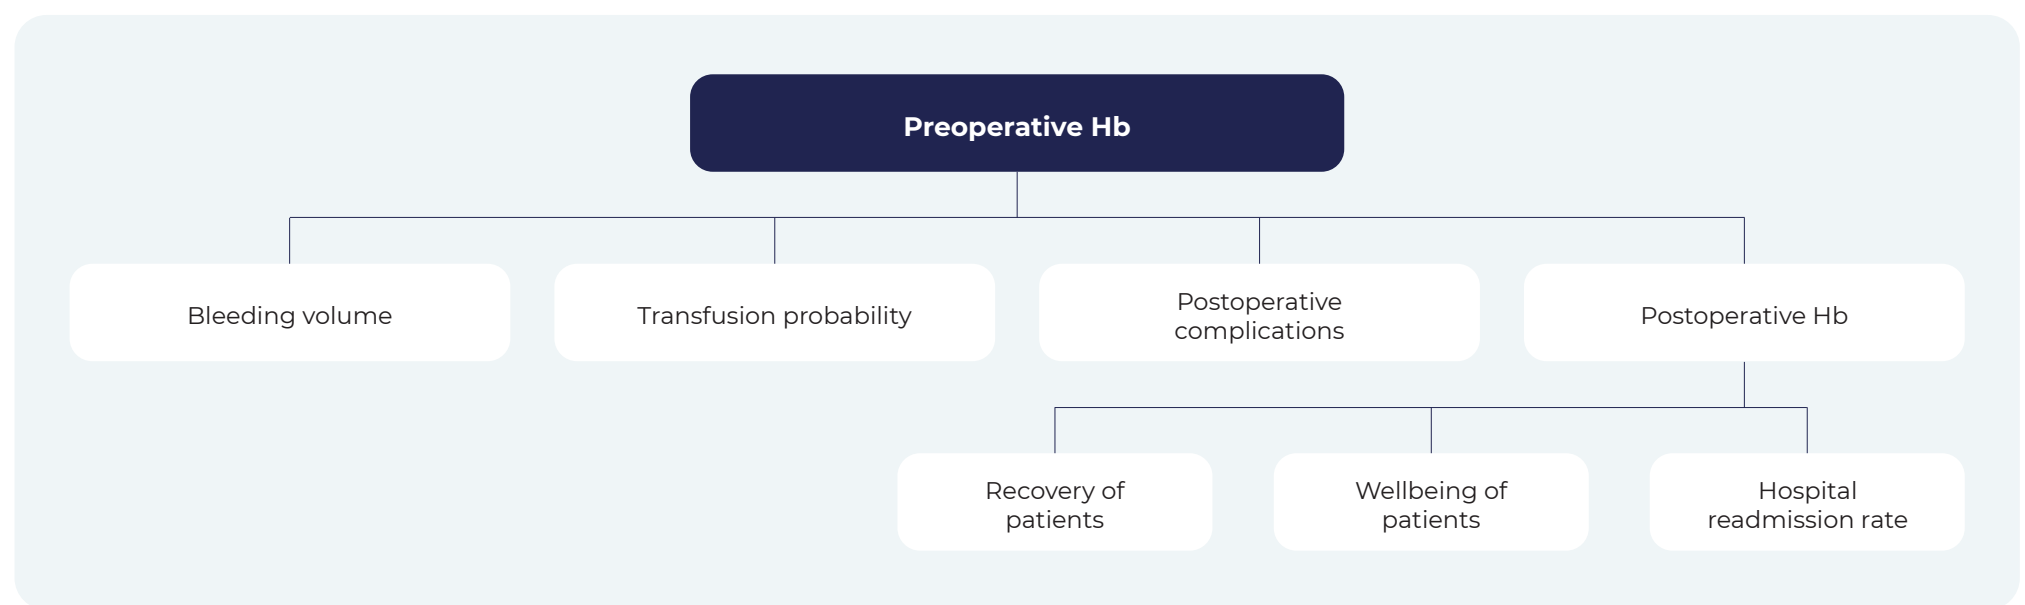 Preoperative Hb
Bleeding volume
Transfusion probability
Postoperative
complications
Postoperative Hb
Recovery of
patients
Wellbeing of
patients
Hospital
readmission rate